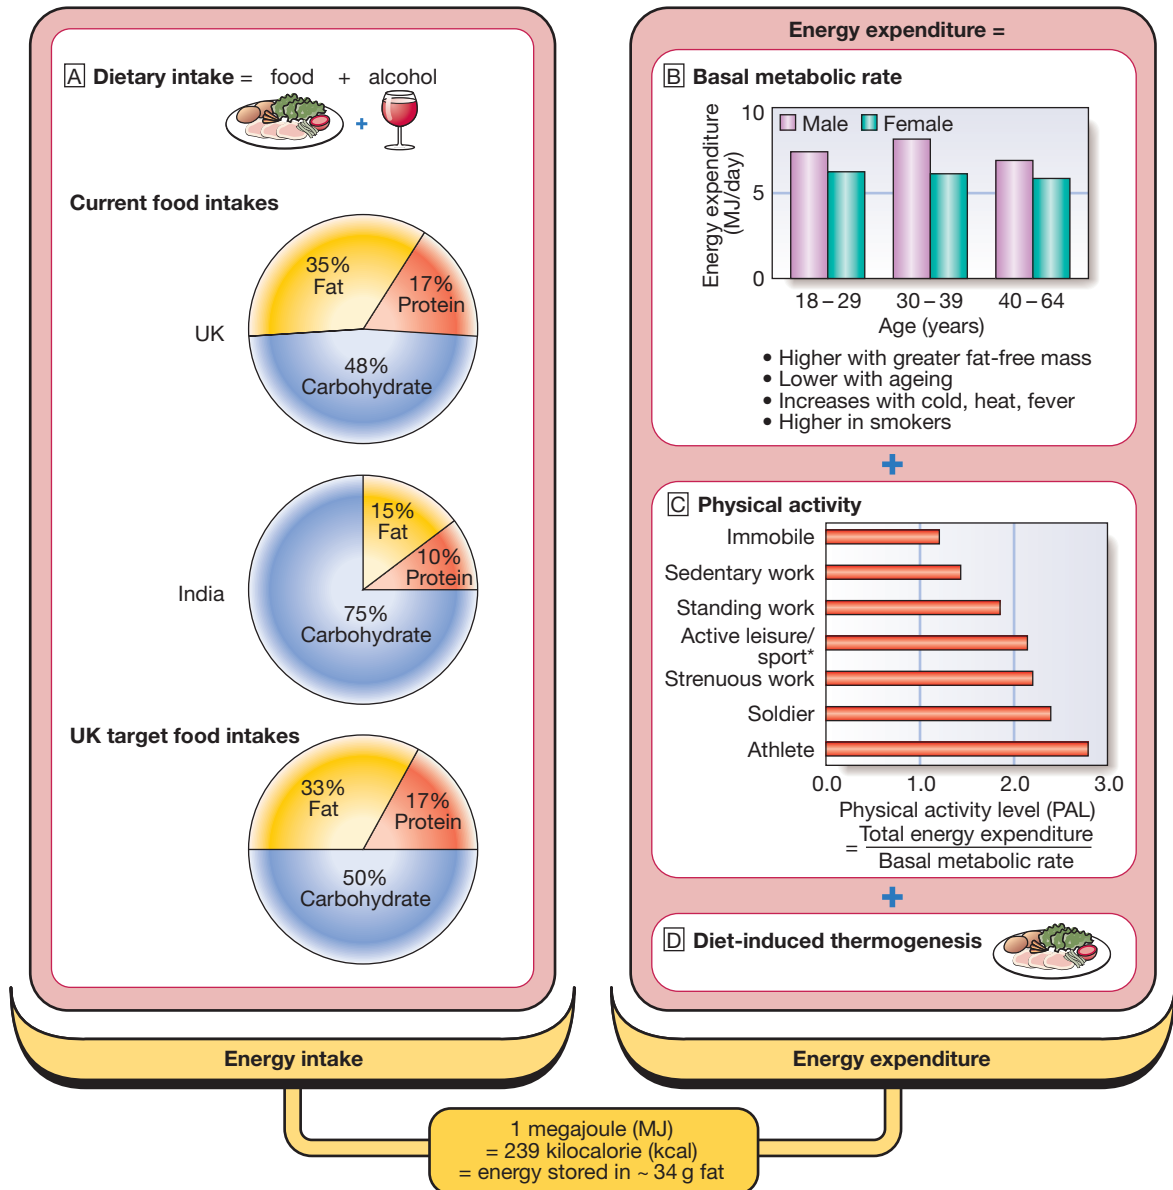 A Dietary intake = food + alcohol
+
Current food intakes
35%
Fat
17%
Protein
UK
48%
Carbohydrate
15%
Fat
10%
Protein
India
75%
Carbohydrate
UK target food intakes
33%
Fat
17%
Protein
50%
Carbohydrate
Energy intake
Energy expenditure =
B Basal metabolic rate
Energy expenditure
(MJ/day)
10
5
0
Male Female
18–29 30–39 40–64
Age (years)
• Higher with greater fat-free mass
• Lower with ageing
• Increases with cold, heat, fever
• Higher in smokers
+
C Physical activity
Immobile
Sedentary work
Standing work
Active leisure/
sport*
Strenuous work
Soldier
Athlete
0.0 1.0 2.0 3.0
Physical activity level (PAL)
= Total energy expenditure
Basal metabolic rate
+
D Diet-induced thermogenesis
Energy expenditure
1 megajoule (MJ)
= 239 kilocalorie (kcal)
= energy stored in ~34 g fat